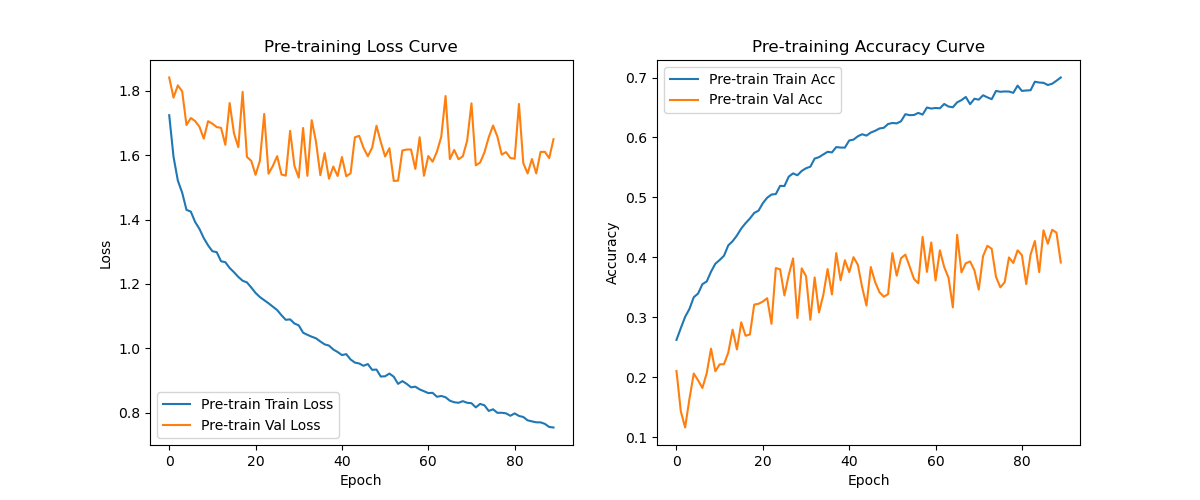 Pre-training Loss Curve
Loss
1.8
1.6
1.4
1.2
1.0
0.8
Pre-train Train Loss
Pre-train Val Loss
0 20 40 60 80
Epoch
Pre-training Accuracy Curve
Accuracy
0.7
0.6
0.5
0.4
0.3
0.2
0.1
Pre-train Train Acc
Pre-train Val Acc
0 20 40 60 80
Epoch